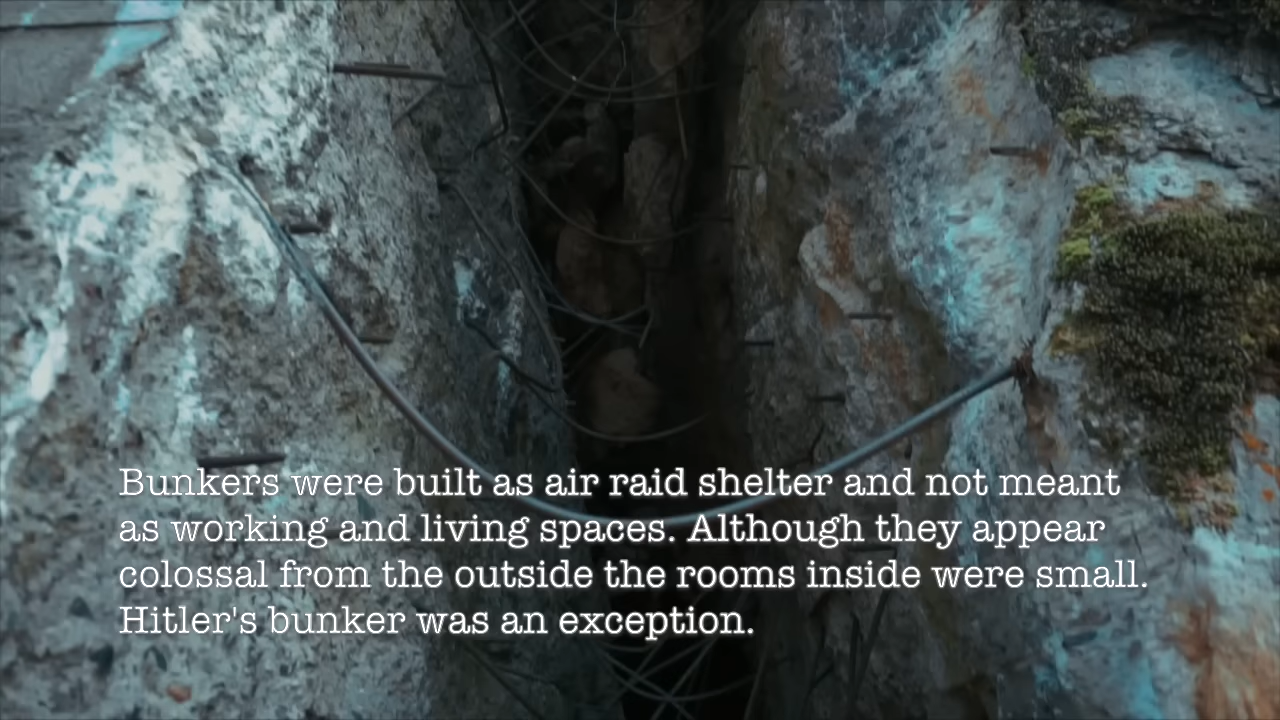 Bunkers were built as air raid shelter and not meant
as working and living spaces. Although they appear
colossal from the outside the rooms inside were small.
Hitler's bunker was an exception.